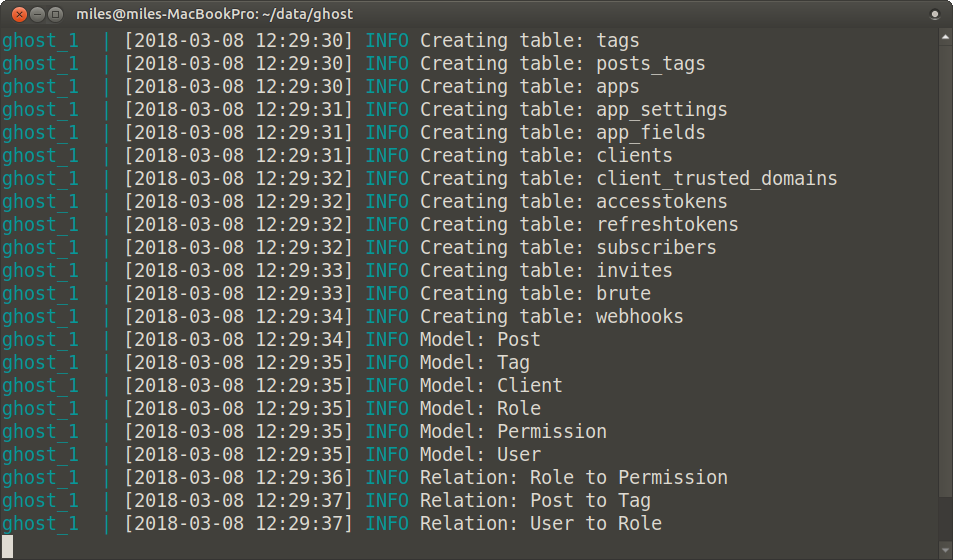 miles@miles-MacBookPro: ~/data/ghost
ghost_1  | [2018-03-08 12:29:30] INFO Creating table: tags
ghost_1  | [2018-03-08 12:29:30] INFO Creating table: posts_tags
ghost_1  | [2018-03-08 12:29:30] INFO Creating table: apps
ghost_1  | [2018-03-08 12:29:31] INFO Creating table: app_settings
ghost_1  | [2018-03-08 12:29:31] INFO Creating table: app_fields
ghost_1  | [2018-03-08 12:29:31] INFO Creating table: clients
ghost_1  | [2018-03-08 12:29:32] INFO Creating table: client_trusted_domains
ghost_1  | [2018-03-08 12:29:32] INFO Creating table: accesstokens
ghost_1  | [2018-03-08 12:29:32] INFO Creating table: refreshtokens
ghost_1  | [2018-03-08 12:29:32] INFO Creating table: subscribers
ghost_1  | [2018-03-08 12:29:33] INFO Creating table: invites
ghost_1  | [2018-03-08 12:29:33] INFO Creating table: brute
ghost_1  | [2018-03-08 12:29:34] INFO Creating table: webhooks
ghost_1  | [2018-03-08 12:29:34] INFO Model: Post
ghost_1  | [2018-03-08 12:29:35] INFO Model: Tag
ghost_1  | [2018-03-08 12:29:35] INFO Model: Client
ghost_1  | [2018-03-08 12:29:35] INFO Model: Role
ghost_1  | [2018-03-08 12:29:35] INFO Model: Permission
ghost_1  | [2018-03-08 12:29:35] INFO Model: User
ghost_1  | [2018-03-08 12:29:36] INFO Relation: Role to Permission
ghost_1  | [2018-03-08 12:29:37] INFO Relation: Post to Tag
ghost_1  | [2018-03-08 12:29:37] INFO Relation: User to Role